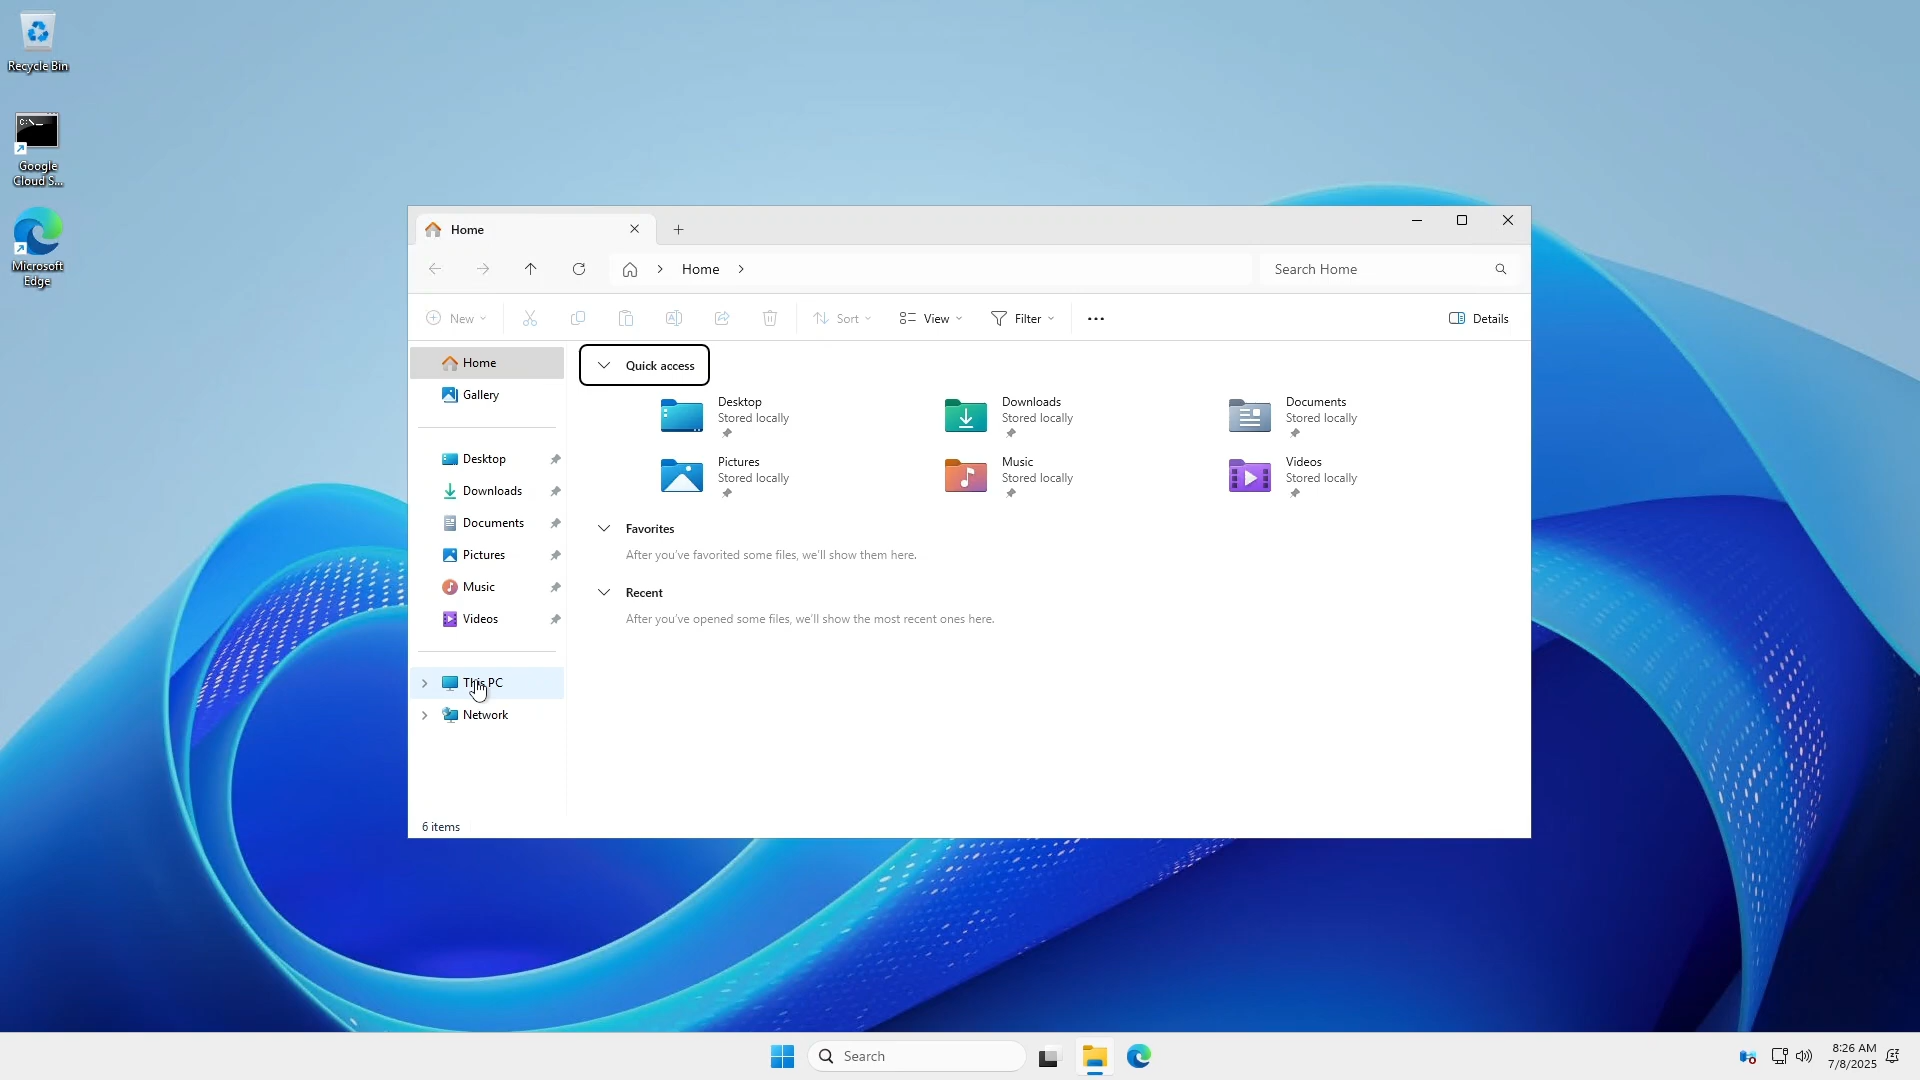 Recycle Bin
Google
Cloud S...
Microsoft
Edge
Home
Home
Search Home
New
Sort
View
Filter
Details
Home
Gallery
Desktop
Downloads
Documents
Pictures
Music
Videos
This PC
Network
Quick access
Desktop
Stored locally
Downloads
Stored locally
Documents
Stored locally
Pictures
Stored locally
Music
Stored locally
Videos
Stored locally
Favorites
After you've favorited some files, we'll show them here.
Recent
After you've opened some files, we'll show the most recent ones here.
6 items
Search
8:26 AM
7/8/2025